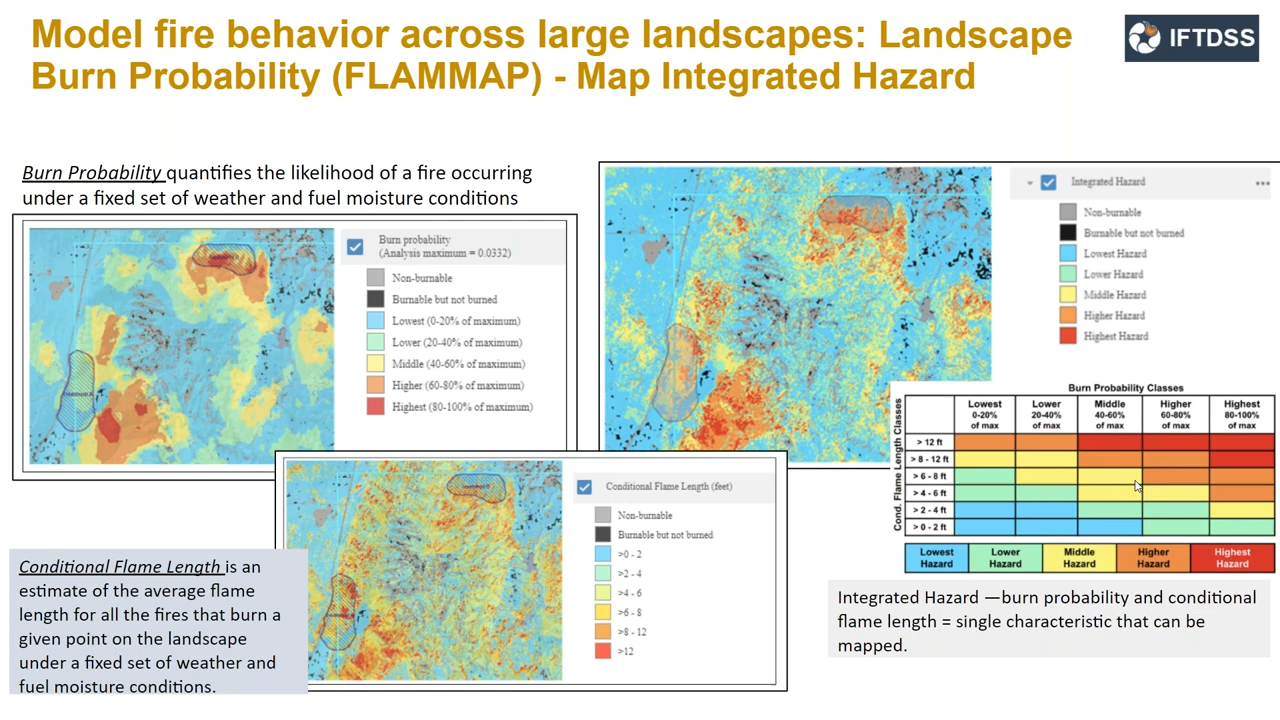 Model fire behavior across large landscapes: Landscape
Burn Probability (FLAMMAP) - Map Integrated Hazard
IFTDSS
Burn Probability quantifies the likelihood of a fire occurring
under a fixed set of weather and fuel moisture conditions
Burn probability
(Analysis maximum = 0.0332)
Non-burnable
Burnable but not burned
Lowest (0-20% of maximum)
Lower (20-40% of maximum)
Middle (40-60% of maximum)
Higher (60-80% of maximum)
Highest (80-100% of maximum)
Conditional Flame Length (feet)
Non-burnable
Burnable but not burned
>0 - 2
>2 - 4
>4 - 6
>6 - 8
>8 - 12
>12
Conditional Flame Length is an
estimate of the average flame
length for all the fires that burn a
given point on the landscape
under a fixed set of weather and
fuel moisture conditions.
Integrated Hazard
Non-burnable
Burnable but not burned
Lowest Hazard
Lower Hazard
Middle Hazard
Higher Hazard
Highest Hazard
Burn Probability Classes
Cond. Flame Length Classes
Lowest Lower Middle Higher Highest
0-20% 20-40% 40-60% 60-80% 80-100%
of max of max of max of max of max
> 12 ft
> 8 - 12 ft
> 6 - 8 ft
> 4 - 6 ft
> 2 - 4 ft
> 0 - 2 ft
Lowest Lower Middle Higher Highest
Hazard Hazard Hazard Hazard Hazard
Integrated Hazard —burn probability and conditional
flame length = single characteristic that can be
mapped.